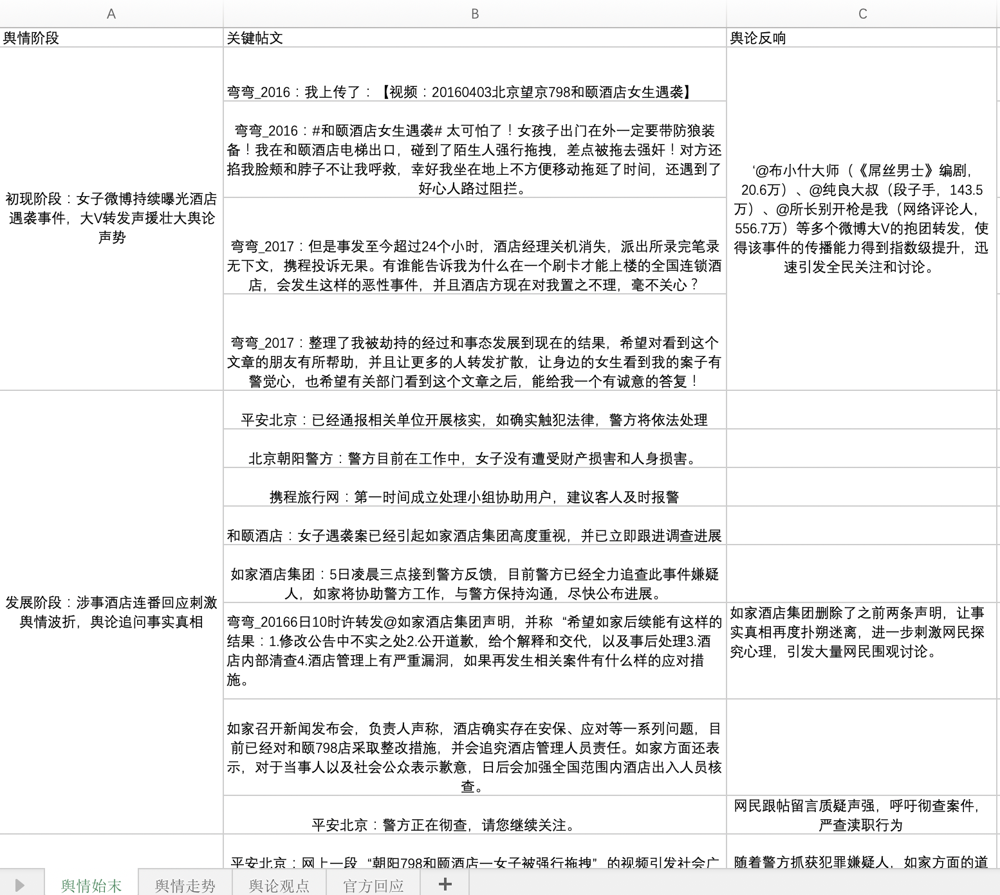 A
B
C
舆情阶段
关键帖文
舆论反响
初现阶段：女子微博持续曝光酒店
遇袭事件，大V转发声援壮大舆论
声势
弯弯_2016：我上传了：【视频：20160403北京望京798和颐酒店女生遇袭】
弯弯_2016：#和颐酒店女生遇袭# 太可怕了！女孩子出门在外一定要带防狼装
备！我在和颐酒店电梯出口，碰到了陌生人强行拖拽，差点被拖去强奸！对方还
掐我脸颊和脖子不让我呼救，幸好我坐在地上不方便移动拖延了时间，还遇到了
好心人路过阻拦。
弯弯_2017：但是事发至今超过24个小时，酒店经理关机消失，派出所录完笔录
无下文，携程投诉无果。有谁能告诉我为什么在一个刷卡才能上楼的全国连锁酒
店，会发生这样的恶性事件，并且酒店方现在对我置之不理，毫不关心？
弯弯_2017：整理了我被劫持的经过和事态发展到现在的结果，希望对看到这个
文章的朋友有所帮助，并且让更多的人转发扩散，让身边的女生看到我的案子有
警觉心，也希望有关部门看到这个文章之后，能给我一个有诚意的答复！
‘@布小什大师（《屌丝男士》编剧，
20.6万）、@纯良大叔（段子手，143.5
万）、@所长别开枪是我（网络评论人，
556.7万）等多个微博大V的抱团转发，使
得该事件的传播能力得到指数级提升，迅
速引发全民关注和讨论。
发展阶段：涉事酒店连番回应刺激
舆情波折，舆论追问事实真相
平安北京：已经通报相关单位开展核实，如确实触犯法律，警方将依法处理
北京朝阳警方：警方目前在工作中，女子没有遭受财产损害和人身损害。
携程旅行网：第一时间成立处理小组协助用户，建议客人及时报警
和颐酒店：女子遇袭案已经引起如家酒店集团高度重视，并已立即跟进调查进展
如家酒店集团：5日凌晨三点接到警方反馈，目前警方已经全力追查此事件嫌疑
人，如家将协助警方工作，与警方保持沟通，尽快公布进展。
弯弯_20166日10时许转发@如家酒店集团声明，并称“希望如家后续能有这样的
结果：1.修改公告中不实之处2.公开道歉，给个解释和交代，以及事后处理3.酒
店内部清查4.酒店管理上有严重漏洞，如果再发生相关案件有什么样的应对措
施。
如家酒店集团删除了之前两条声明，让事
实真相再度扑朔迷离，进一步刺激网民探
究心理，引发大量网民围观讨论。
如家召开新闻发布会，负责人声称，酒店确实存在安保、应对等一系列问题，目
前已经对和颐798店采取整改措施，并会追究酒店管理人员责任。如家方面还表
示，对于当事人以及社会公众表示歉意，日后会加强全国范围内酒店出入人员核
查。
平安北京：警方正在彻查，请您继续关注。
网民跟帖留言质疑声强，呼吁彻查案件，
严查渎职行为
平安北京：网上一段“朝阳798和颐酒店一女子被强行拖拽”的视频引发社会广
随着警方抓获犯罪嫌疑人，如家方面的道
舆情始末
舆情走势
舆论观点
官方回应